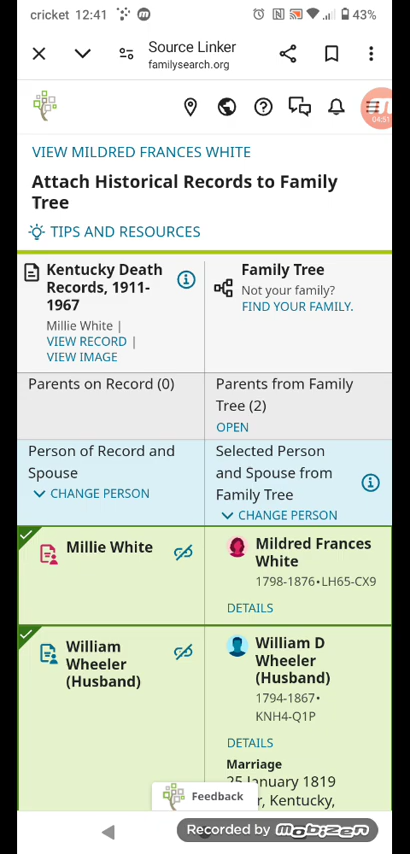 cricket 12:41 43%
Source Linker
familysearch.org
04:51
VIEW MILDRED FRANCES WHITE
Attach Historical Records to Family
Tree
TIPS AND RESOURCES
Kentucky Death
Records, 1911-
1967
Millie White |
VIEW RECORD |
VIEW IMAGE
Family Tree
Not your family?
FIND YOUR FAMILY.
Parents on Record (0)
Parents from Family
Tree (2)
OPEN
Person of Record and
Spouse
CHANGE PERSON
Selected Person
and Spouse from
Family Tree
CHANGE PERSON
Millie White
Mildred Frances
White
1798-1876•LH65-CX9
DETAILS
William
Wheeler
(Husband)
William D
Wheeler
(Husband)
1794-1867•
KNH4-Q1P
DETAILS
Marriage
25 January 1819
Kentucky,
Feedback
Recorded by mobizen